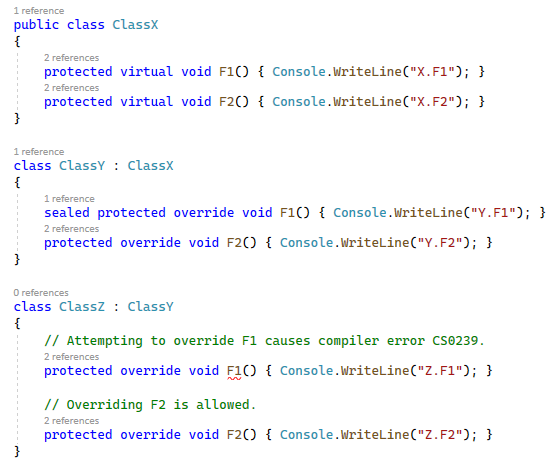 1 reference
public class ClassX
{
2 references
protected virtual void F1() { Console.WriteLine("X.F1"); }
2 references
protected virtual void F2() { Console.WriteLine("X.F2"); }
}
1 reference
class ClassY : ClassX
{
1 reference
sealed protected override void F1() { Console.WriteLine("Y.F1"); }
2 references
protected override void F2() { Console.WriteLine("Y.F2"); }
}
0 references
class ClassZ : ClassY
{
// Attempting to override F1 causes compiler error CS0239.
2 references
protected override void F1() { Console.WriteLine("Z.F1"); }
// Overriding F2 is allowed.
2 references
protected override void F2() { Console.WriteLine("Z.F2"); }
}